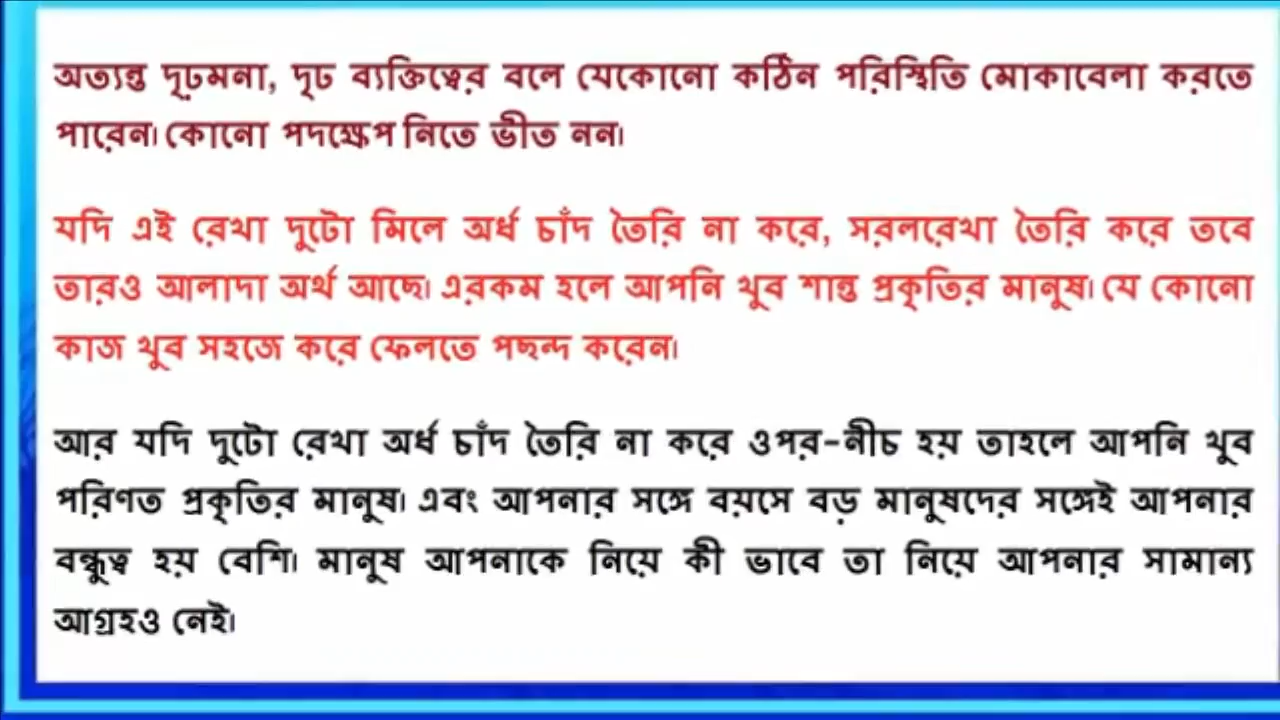 অত্যন্ত দৃঢ়মনা, দৃঢ ব্যক্তিত্বের বলে যেকোনো কঠিন পরিস্থিতি মোকাবেলা করতে
পারেন। কোনো পদক্ষেপ নিতে ভীত নন।
যদি এই রেখা দুটো মিলে অর্ধ চাঁদ তৈরি না করে, সরলরেখা তৈরি করে তবে
তারও আলাদা অর্থ আছে। এরকম হলে আপনি খুব শান্ত প্রকৃতির মানুষ। যে কোনো
কাজ খুব সহজে করে ফেলতে পছন্দ করেন।
আর যদি দুটো রেখা অর্ধ চাঁদ তৈরি না করে ওপর-নীচ হয় তাহলে আপনি খুব
পরিণত প্রকৃতির মানুষ। এবং আপনার সঙ্গে বয়সে বড় মানুষদের সঙ্গেই আপনার
বন্ধুত্ব হয় বেশি। মানুষ আপনাকে নিয়ে কী ভাবে তা নিয়ে আপনার সামান্য
আগ্রহও নেই।